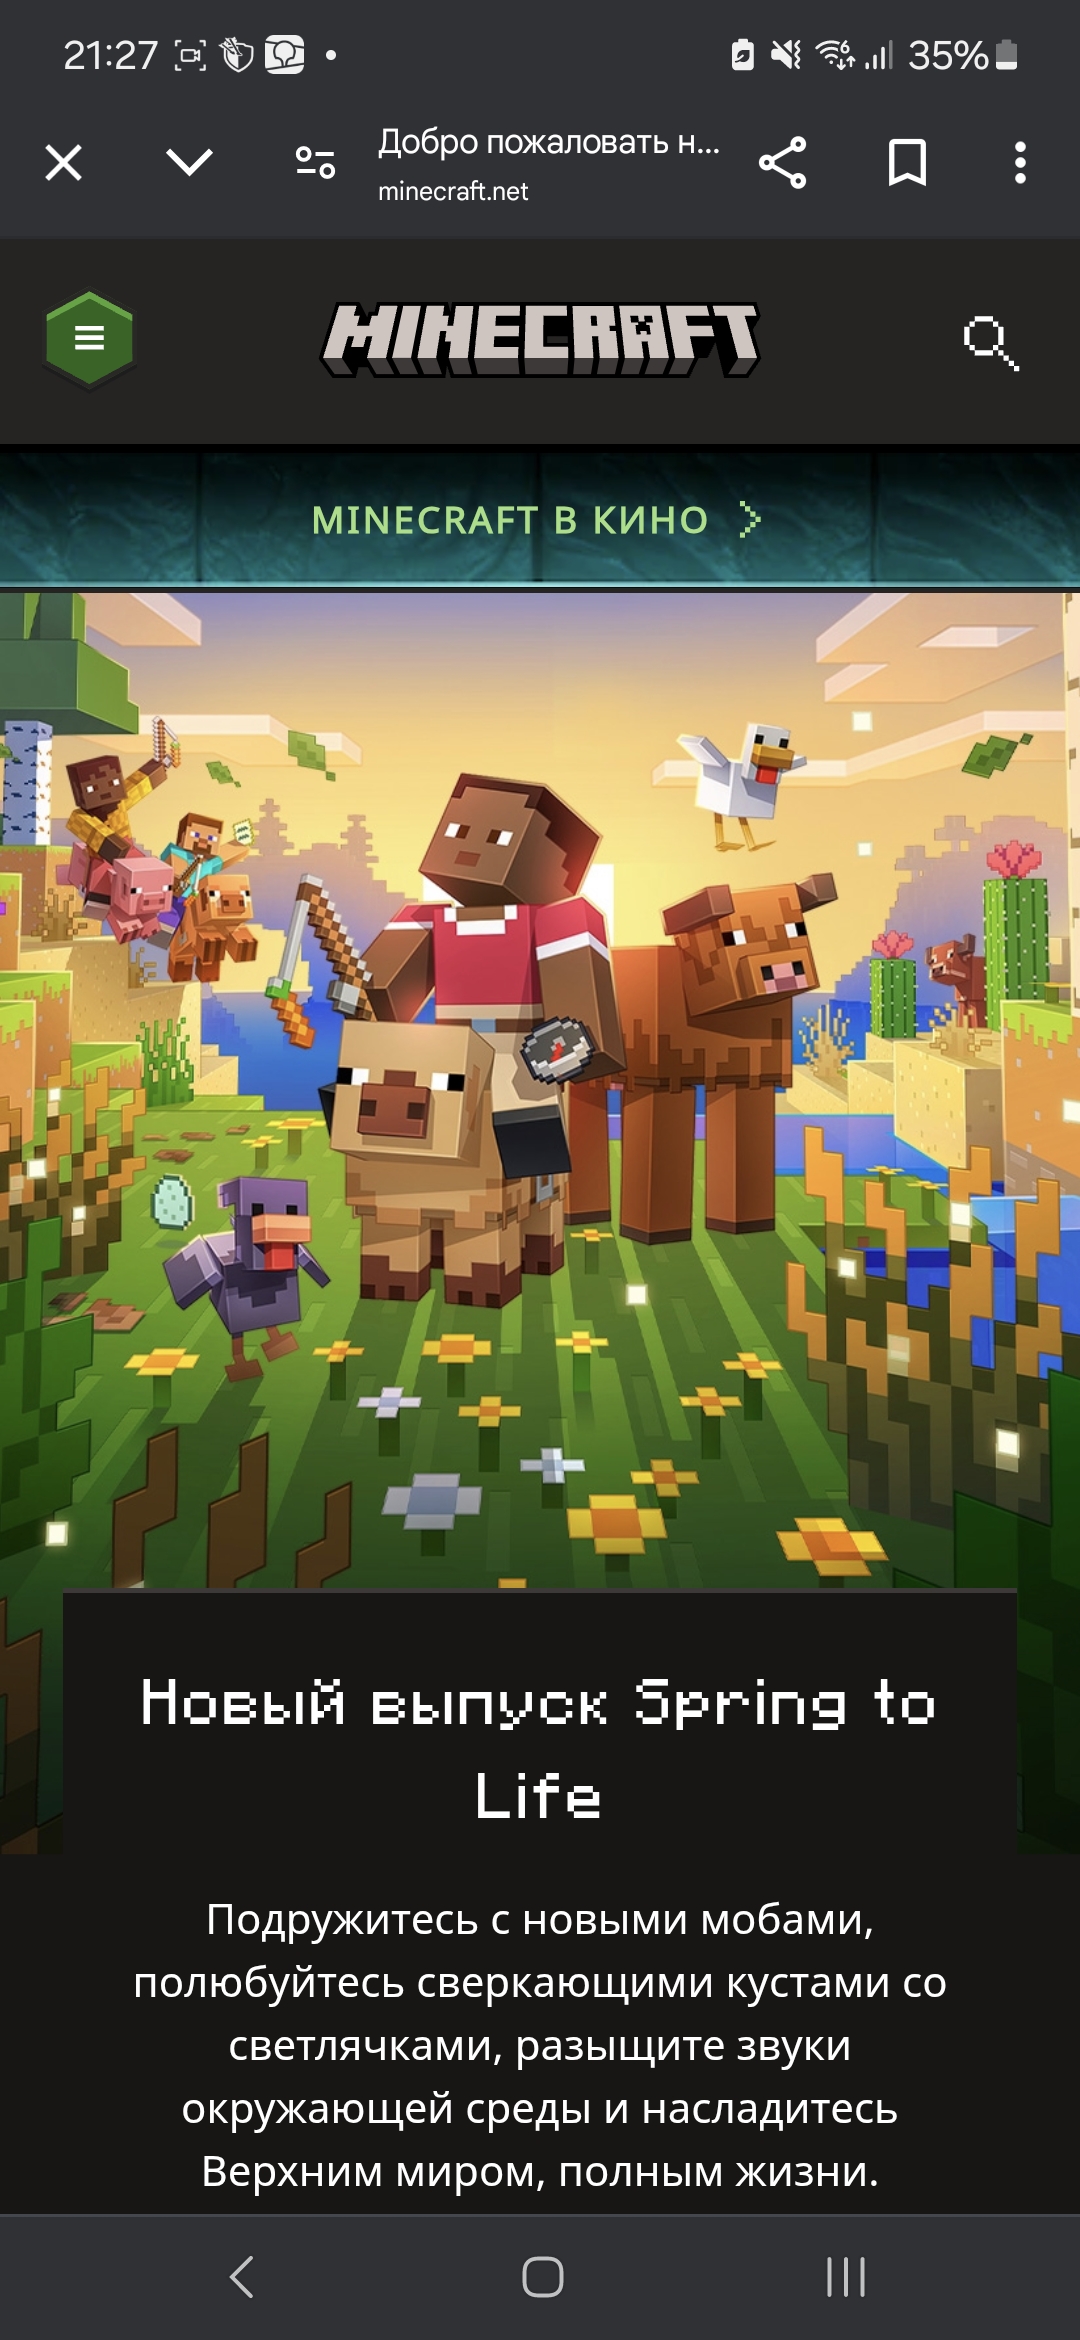 21:27
35%
Добро пожаловать н...
minecraft.net
MINECRAFT
MINECRAFT В КИНО
Новый выпуск Spring to
Life
Подружитесь с новыми мобами,
полюбуйтесь сверкающими кустами со
светлячками, разыщите звуки
окружающей среды и насладитесь
Верхним миром, полным жизни.